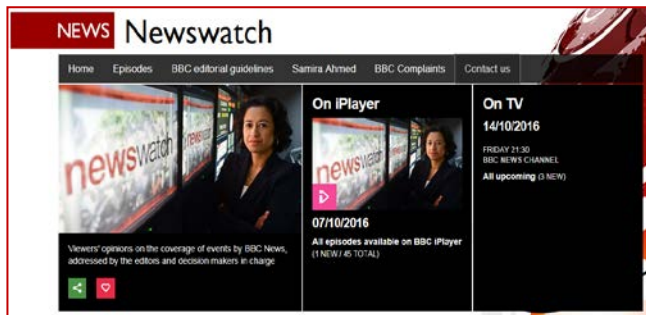 NEWS Newswatch
Home Episodes BBC editorial guidelines Samira Ahmed BBC Complaints Contact us
newswatch
newswatch
Viewers' opinions on the coverage of events by BBC News,
addressed by the editors and decision makers in charge
On iPlayer
newswatch
07/10/2016
All episodes available on BBC iPlayer
(1 NEW / 45 TOTAL)
On TV
14/10/2016
FRIDAY 21:30
BBC NEWS CHANNEL
All upcoming (3 NEW)